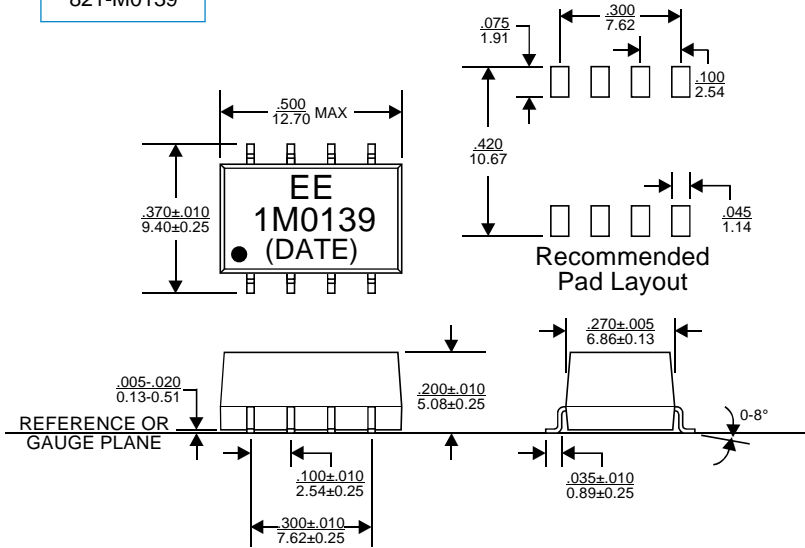 821-M0139
.500
12.70 MAX
.370±.010
9.40±0.25
EE
1M0139
(DATE)
.075
1.91
.300
7.62
.100
2.54
.420
10.67
.045
1.14
Recommended
Pad Layout
.005-.020
0.13-0.51
REFERENCE OR
GAUGE PLANE
.200±.010
5.08±0.25
.100±.010
2.54±0.25
.300±.010
7.62±0.25
.270±.005
6.86±0.13
0-8°
.035±.010
0.89±0.25